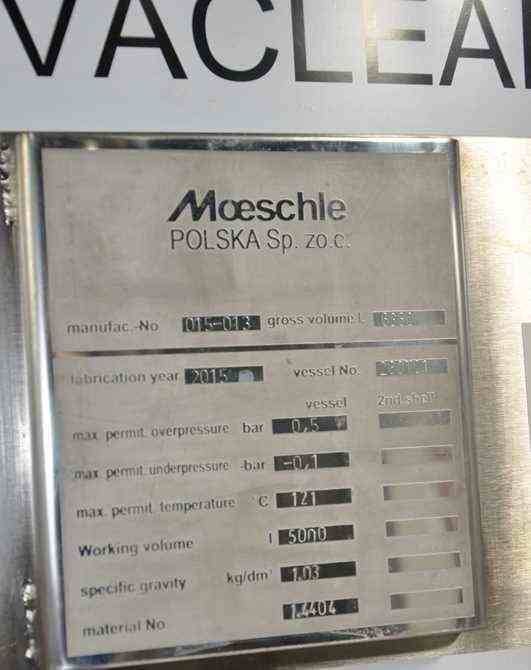 VACLEA
Mœschle
POLSKA Sp. zo.o.
manufac.-No 015-013 gross volume L
fabrication year 2015 vessel No.
vessel 2nd.shell
max. permit. overpressure bar 0,5
max. permit. underpressure -bar -0,1
max. permit. temperature °C 121
Working volume l 5000
specific gravity kg/dm³ 1.03
material No 1.4404